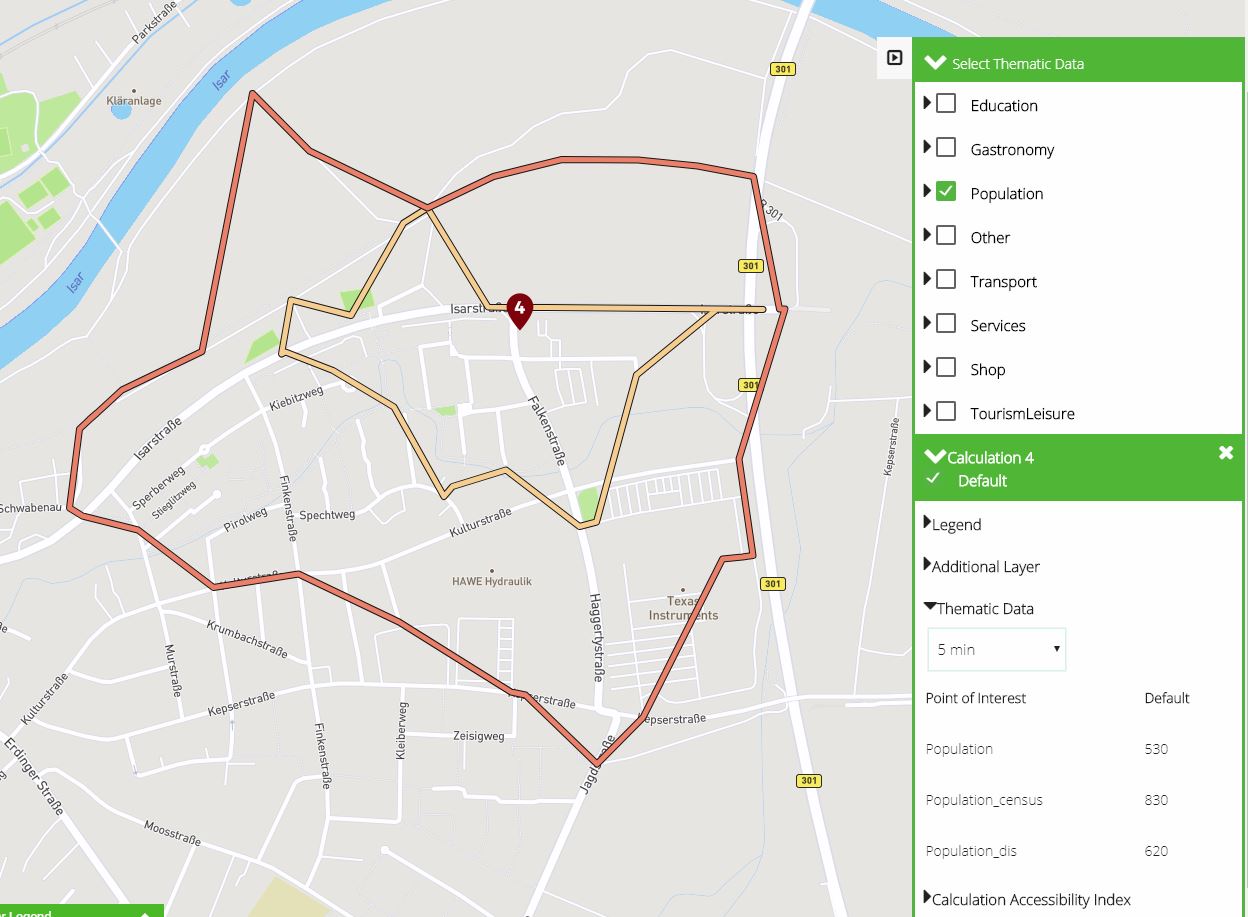 Parkstraße
Isar
Kläranlage
301
Select Thematic Data
Education
Gastronomy
Population
301
301
Other
Isar
Transport
Isarstraße
4
Services
Shop
301
Kiebitzweg
TourismLeisure
Falkenstraße
Isarstraße
Kepserstraße
Calculation 4
Default
Sperberweg
Stieglitzweg
Finkenstraße
Schwabenau
Pirolweg
Spechtweg
Kulturstraße
Legend
Additional Layer
HAWE Hydraulik
301
Texas
Instruments
Haggertystraße
Thematic Data
5 min
Krumbachstraße
Murstraße
Kulturstraße
Kepserstraße
Kepserstraße
Point of Interest Default
Finkenstraße
Kleiberweg
Zeisigweg
Population 530
Erdinger Straße
301
Population_census 830
Moosstraße
Population_dis 620
Calculation Accessibility Index
Legend